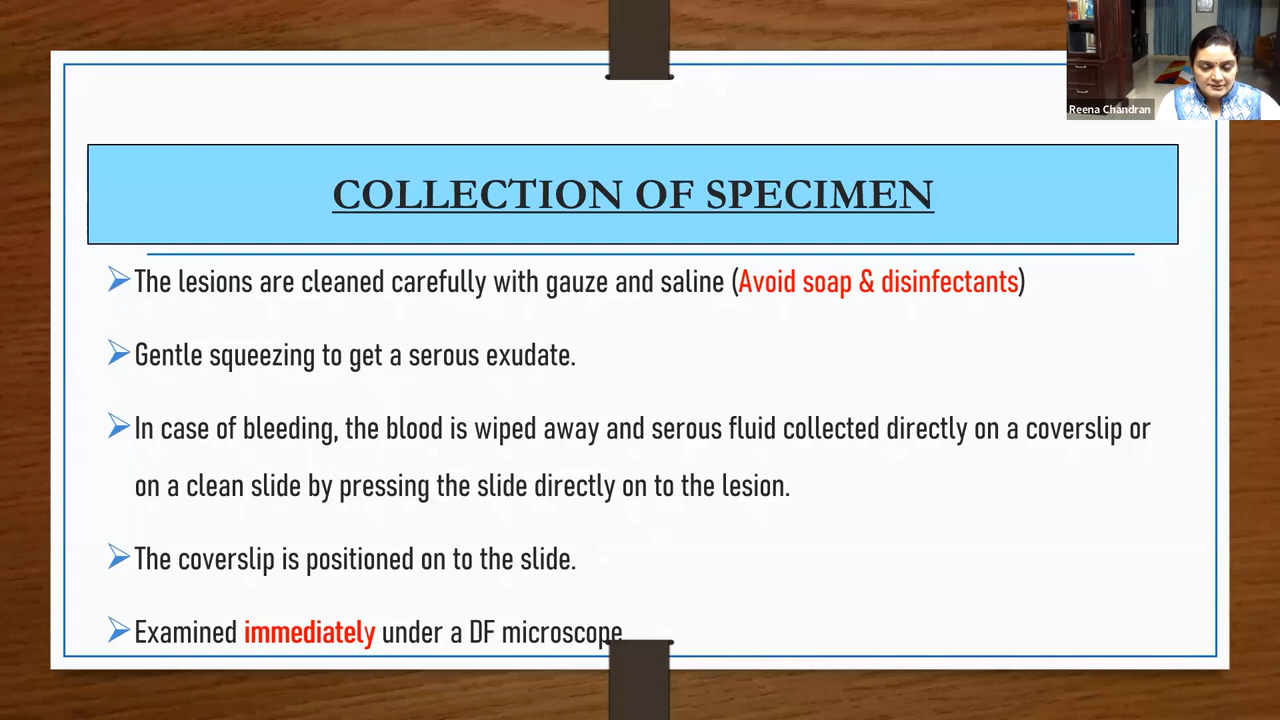 Reena Chandran
COLLECTION OF SPECIMEN
The lesions are cleaned carefully with gauze and saline (Avoid soap & disinfectants)
Gentle squeezing to get a serous exudate.
In case of bleeding, the blood is wiped away and serous fluid collected directly on a coverslip or
on a clean slide by pressing the slide directly on to the lesion.
The coverslip is positioned on to the slide.
Examined immediately under a DF microscope